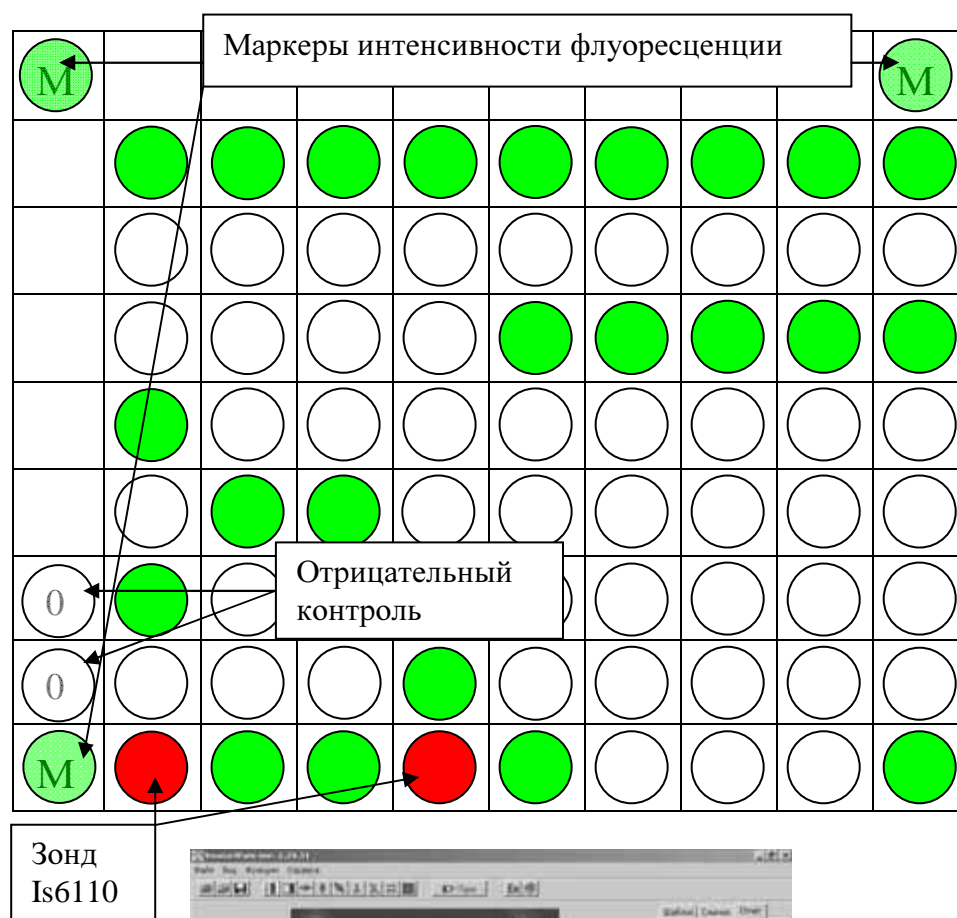 Маркеры интенсивности флуоресценции
М
М
Отрицательный
контроль
0
0
М
Зонд
Is6110